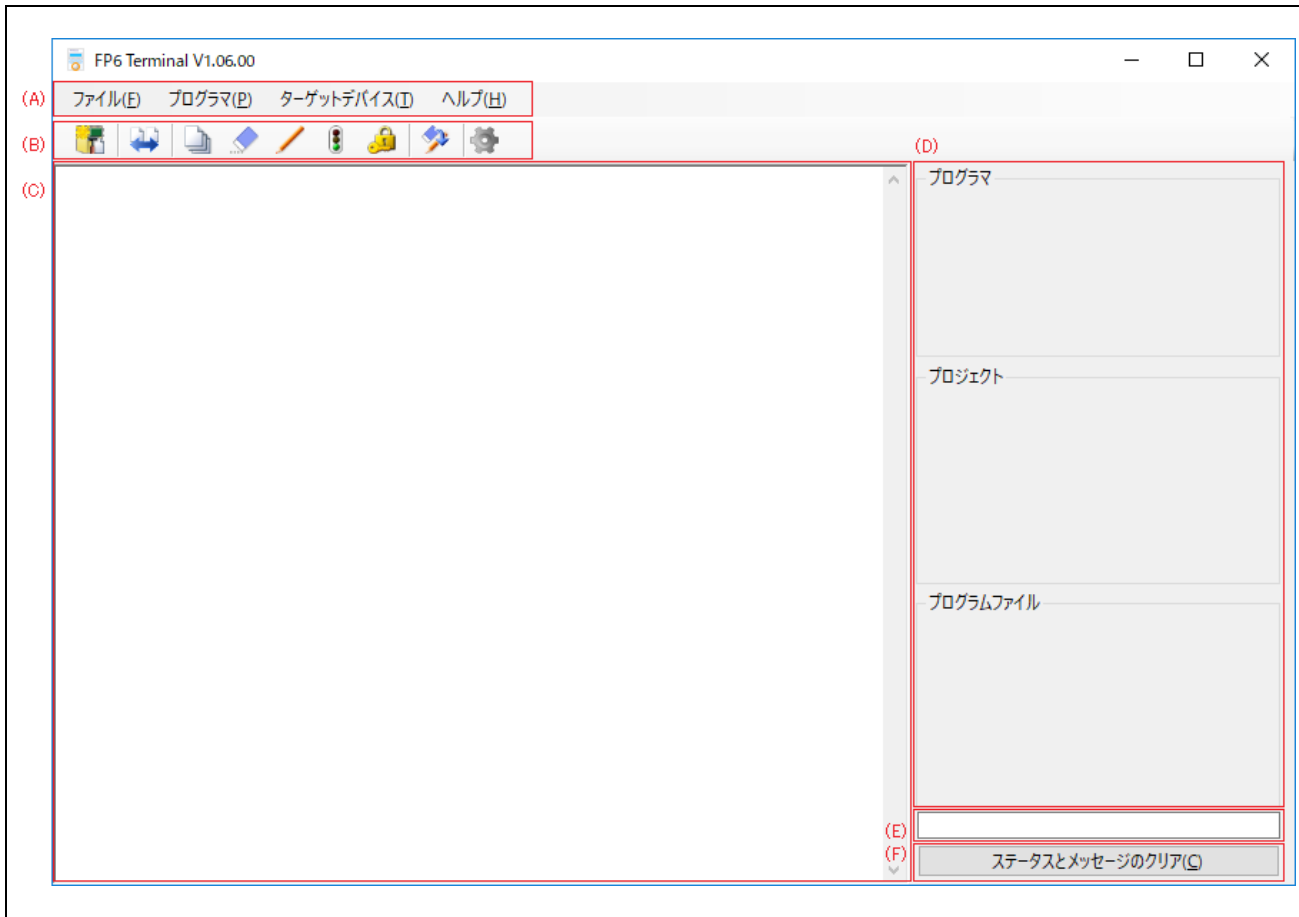 FP6 Terminal V1.06.00
(A)
ファイル(F) プログラマ(P) ターゲットデバイス(T) ヘルプ(H)
(B)
(C)
(D)
プログラマ
プロジェクト
プログラムファイル
(E)
(F)
ステータスとメッセージのクリア(C)